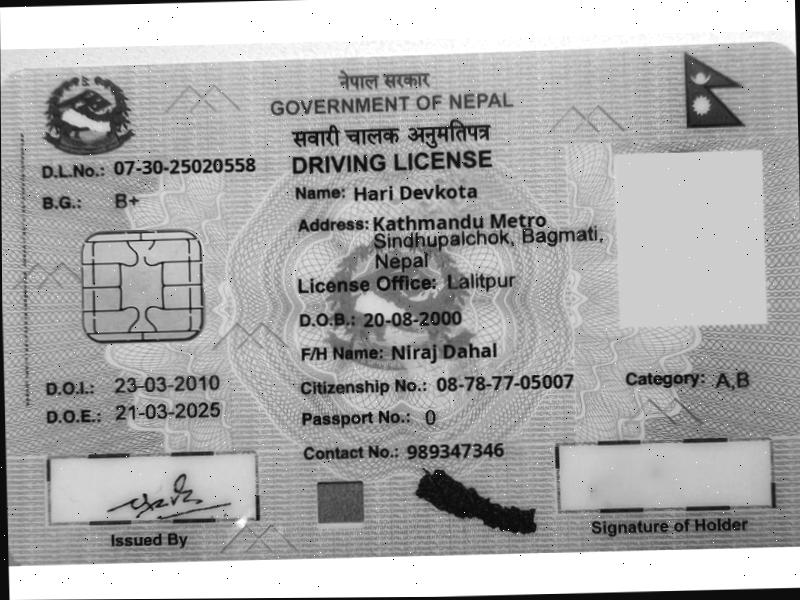 नेपाल सरकार
GOVERNMENT OF NEPAL
सवारी चालक अनुमतिपत्र
DRIVING LICENSE
D.L.No.: 07-30-25020558
B.G.: B+
Name: Hari Devkota
Address: Kathmandu Metro
Sindhupalchok, Bagmati,
Nepal
License Office: Lalitpur
D.O.B.: 20-08-2000
F/H Name: Niraj Dahal
D.O.I.: 23-03-2010
Citizenship No.: 08-78-77-05007
Category: A,B
D.O.E.: 21-03-2025
Passport No.: 0
Contact No.: 989347346
Issued By
Signature of Holder